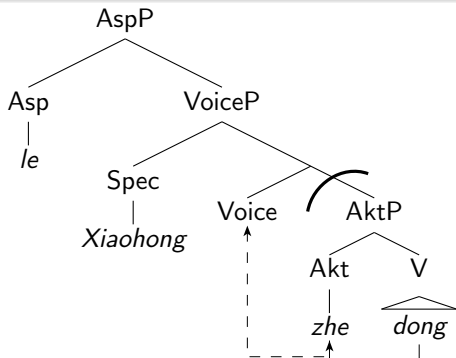 AspP
Asp VoiceP
le
Spec
Voice AktP
Xiaohong
Akt V
zhe dong